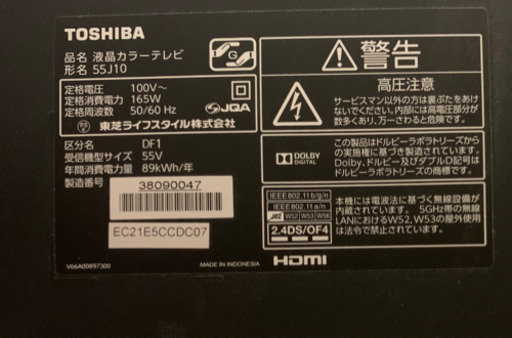 TOSHIBA
品名 液晶カラーテレビ
形名 55J10
定格電圧 100V～
定格消費電力 165W
定格周波数 50/60 Hz
JQA
東芝ライフスタイル株式会社
区分名 DF1
受信機型サイズ 55V
年間消費電力量 89kWh/年
製造番号
38090047
EC21E5CCDC07
V66A00897300
MADE IN INDONESIA
警告
高圧注意
サービスマン以外の方は裏ぶたをあけ
ないでください。内部には高電圧部分が
数多くあり、万一さわると危険です。
DOLBY
DIGITAL
この製品はドルビーラボラトリーズから
の実施権に基づき製造されています。
Dolby、ドルビー及びダブルD記号は
ドルビーラボラトリーズの商標です。
IEEE802.11b/g/n
IEEE802.11a/n
W52 W53 W56
2.4DS/OF4
本機には電波法に基づく無線設備が
内蔵されています。 5GHz帯の無線
LANにおけるW52,W53の屋外使用
は法令で禁止されています。
HDMI